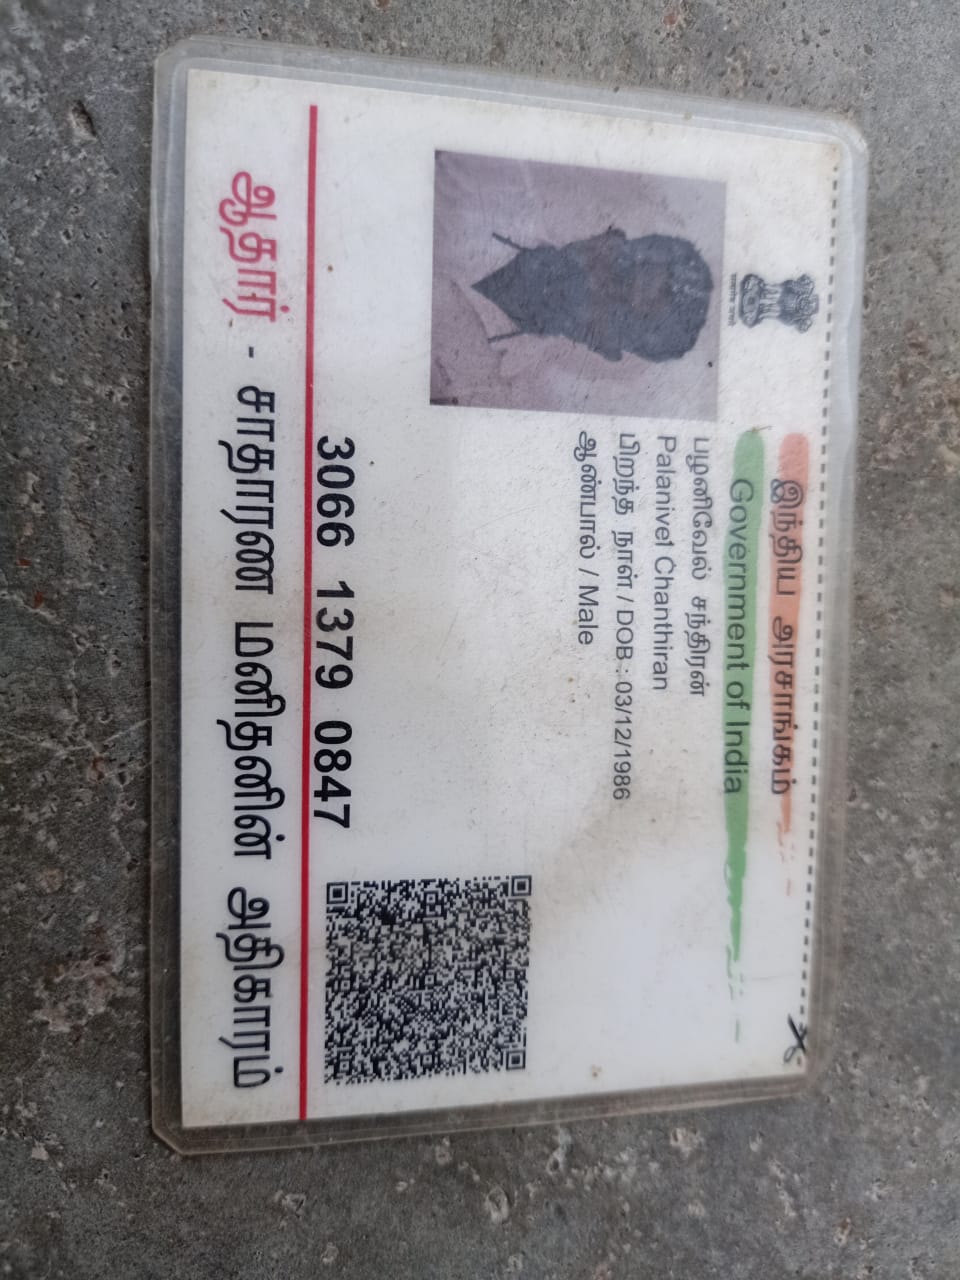 இந்திய அரசாங்கம்
Government of India
பழனிவேல் சந்திரன்
Palanivel Chanthiran
பிறந்த நாள் / DOB : 03/12/1986
ஆண்பால் / Male
3066 1379 0847
ஆதார் - சாதாரண மனிதனின் அதிகாரம்